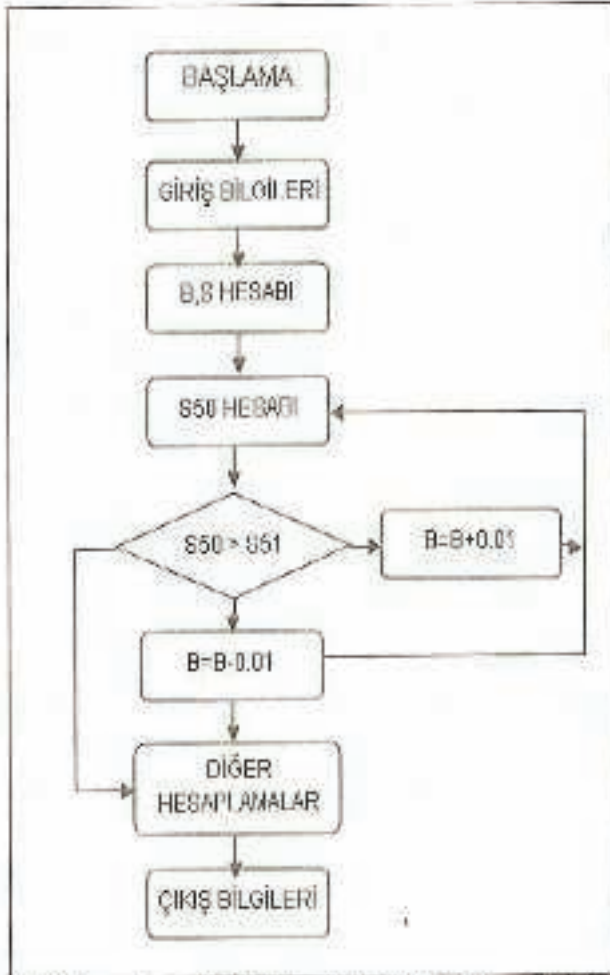 BAŞLAMA
GİRİŞ BİLGİLERİ
B,S HESABI
S50 HESABI
S50 > S51
B=B+0.01
B=B-0.01
DİĞER
HESAPLAMALAR
ÇIKIŞ BİLGİLERİ